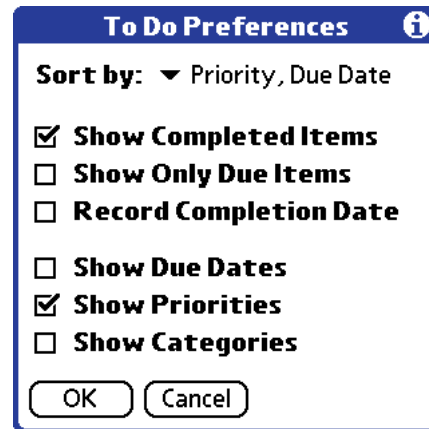 To Do Preferences i
Sort by: Priority, Due Date
Show Completed Items
Show Only Due Items
Record Completion Date
Show Due Dates
Show Priorities
Show Categories
OK Cancel